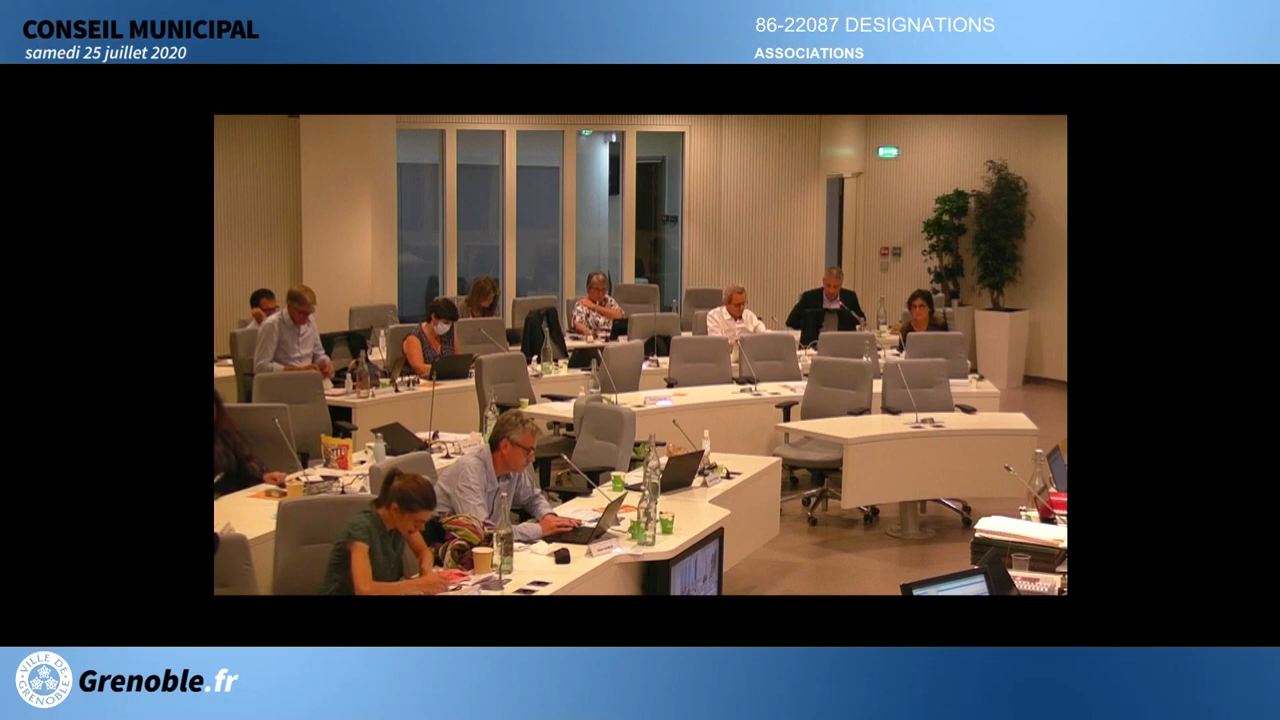 CONSEIL MUNICIPAL
samedi 25 juillet 2020
86-22087 DESIGNATIONS
ASSOCIATIONS
VILLE DE GRENOBLE
Grenoble.fr